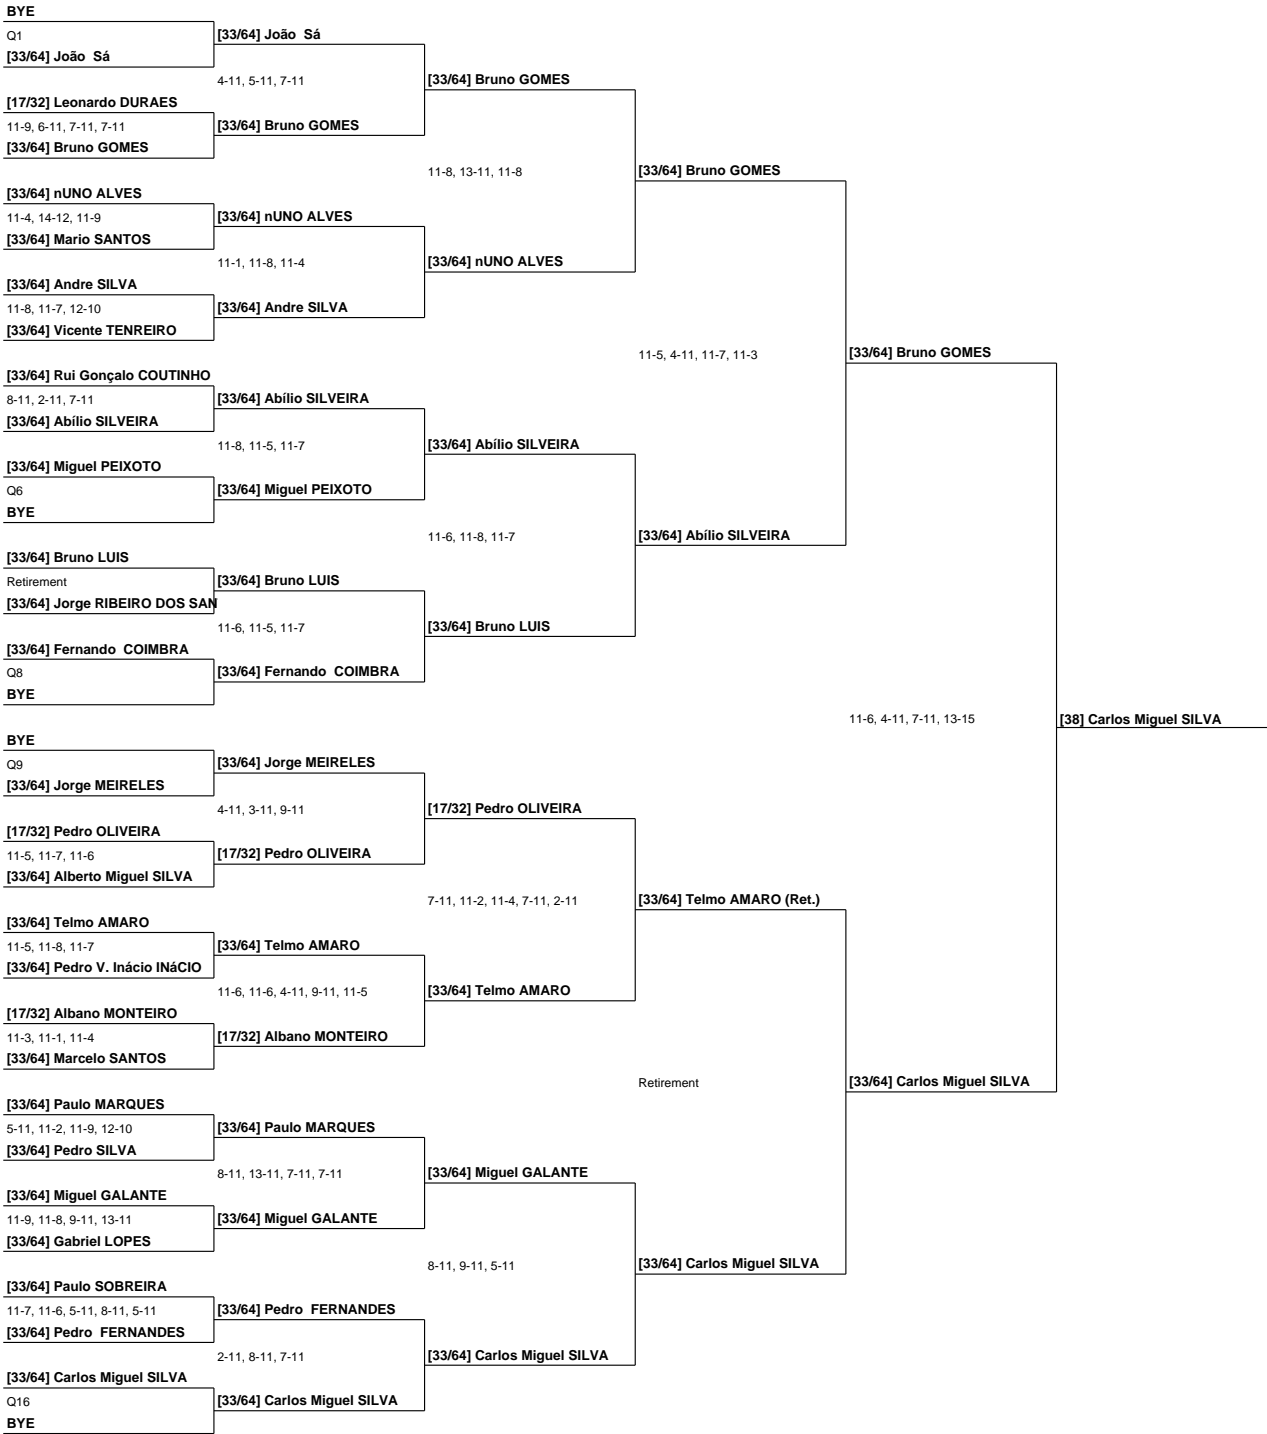 BYE
Q1
[33/64] João  Sá
[33/64] João  Sá
4-11, 5-11, 7-11
[33/64] Bruno GOMES
[17/32] Leonardo DURAES
11-9, 6-11, 7-11, 7-11
[33/64] Bruno GOMES
[33/64] Bruno GOMES
11-8, 13-11, 11-8
[33/64] Bruno GOMES
[33/64] nUNO ALVES
11-4, 14-12, 11-9
[33/64] nUNO ALVES
[33/64] Mario SANTOS
11-1, 11-8, 11-4
[33/64] nUNO ALVES
[33/64] Andre SILVA
11-8, 11-7, 12-10
[33/64] Andre SILVA
[33/64] Vicente TENREIRO
11-5, 4-11, 11-7, 11-3
[33/64] Bruno GOMES
[33/64] Rui Gonçalo COUTINHO
8-11, 2-11, 7-11
[33/64] Abílio SILVEIRA
[33/64] Abílio SILVEIRA
11-8, 11-5, 11-7
[33/64] Abílio SILVEIRA
[33/64] Miguel PEIXOTO
Q6
[33/64] Miguel PEIXOTO
BYE
11-6, 11-8, 11-7
[33/64] Abílio SILVEIRA
[33/64] Bruno LUIS
Retirement
[33/64] Bruno LUIS
[33/64] Jorge RIBEIRO DOS SAN
11-6, 11-5, 11-7
[33/64] Bruno LUIS
[33/64] Fernando  COIMBRA
Q8
[33/64] Fernando  COIMBRA
BYE
11-6, 4-11, 7-11, 13-15
[38] Carlos Miguel SILVA
BYE
Q9
[33/64] Jorge MEIRELES
[33/64] Jorge MEIRELES
4-11, 3-11, 9-11
[17/32] Pedro OLIVEIRA
[17/32] Pedro OLIVEIRA
11-5, 11-7, 11-6
[17/32] Pedro OLIVEIRA
[33/64] Alberto Miguel SILVA
7-11, 11-2, 11-4, 7-11, 2-11
[33/64] Telmo AMARO (Ret.)
[33/64] Telmo AMARO
11-5, 11-8, 11-7
[33/64] Telmo AMARO
[33/64] Pedro V. Inácio INáCIO
11-6, 11-6, 4-11, 9-11, 11-5
[33/64] Telmo AMARO
[17/32] Albano MONTEIRO
11-3, 11-1, 11-4
[17/32] Albano MONTEIRO
[33/64] Marcelo SANTOS
Retirement
[33/64] Carlos Miguel SILVA
[33/64] Paulo MARQUES
5-11, 11-2, 11-9, 12-10
[33/64] Paulo MARQUES
[33/64] Pedro SILVA
8-11, 13-11, 7-11, 7-11
[33/64] Miguel GALANTE
[33/64] Miguel GALANTE
11-9, 11-8, 9-11, 13-11
[33/64] Miguel GALANTE
[33/64] Gabriel LOPES
8-11, 9-11, 5-11
[33/64] Carlos Miguel SILVA
[33/64] Paulo SOBREIRA
11-7, 11-6, 5-11, 8-11, 5-11
[33/64] Pedro  FERNANDES
[33/64] Pedro  FERNANDES
2-11, 8-11, 7-11
[33/64] Carlos Miguel SILVA
[33/64] Carlos Miguel SILVA
Q16
[33/64] Carlos Miguel SILVA
BYE